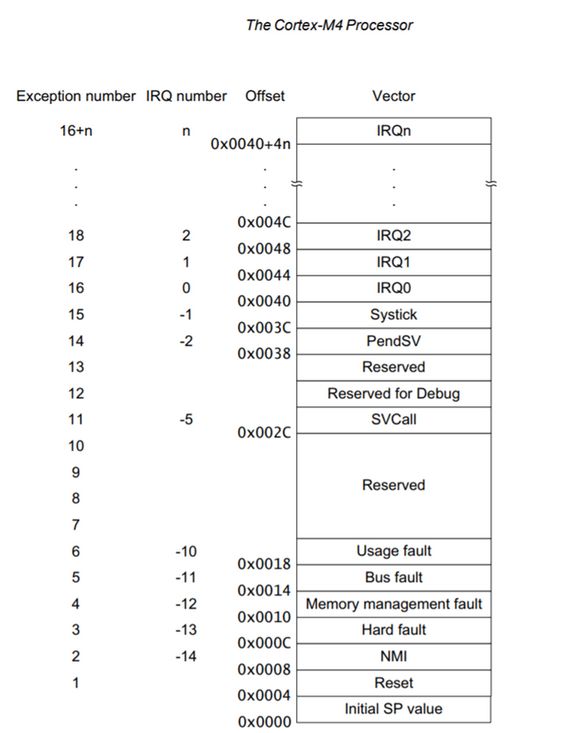 The Cortex-M4 Processor
Exception number IRQ number Offset Vector
16+n n IRQn
0x0040+4n
. . .
. . .
. . .
0x004C
18 2 IRQ2
0x0048
17 1 IRQ1
0x0044
16 0 IRQ0
0x0040
15 -1 Systick
0x003C
14 -2 PendSV
0x0038
13 Reserved
12 Reserved for Debug
11 -5 SVCall
0x002C
10
9
Reserved
8
7
6 -10 Usage fault
0x0018
5 -11 Bus fault
0x0014
4 -12 Memory management fault
0x0010
3 -13 Hard fault
0x000C
2 -14 NMI
0x0008
1 Reset
0x0004
Initial SP value
0x0000